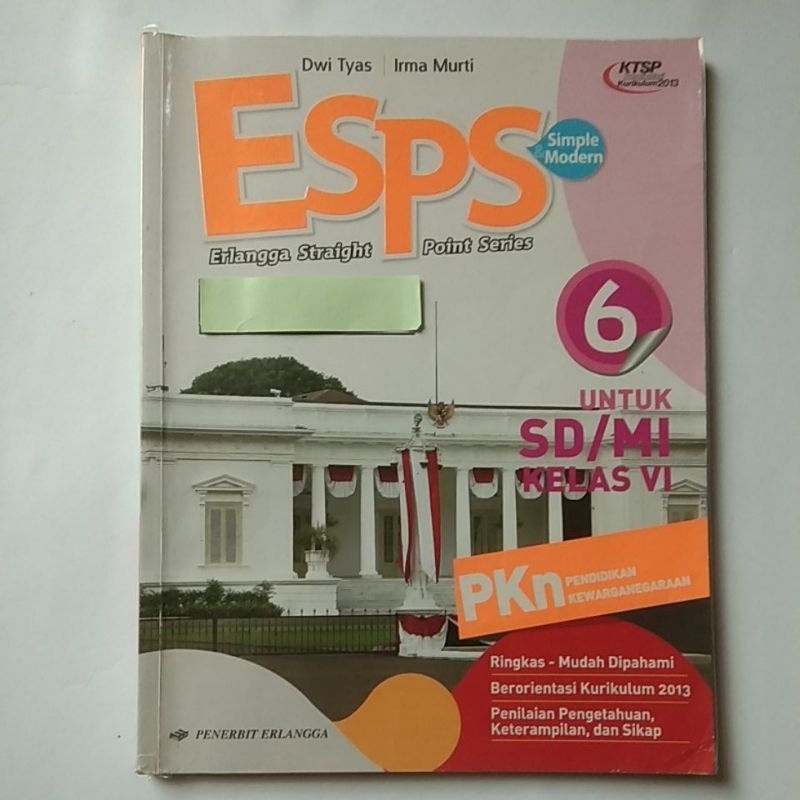 Dwi Tyas | Irma Murti
KTSP
Kurikulum 2013
ESPS
Simple
& Modern
Erlangga Straight Point Series
6
UNTUK
SD/MI
KELAS VI
PKn
PENDIDIKAN
KEWARGANEGARAAN
Ringkas - Mudah Dipahami
Berorientasi Kurikulum 2013
Penilaian Pengetahuan,
Keterampilan, dan Sikap
PENERBIT ERLANGGA